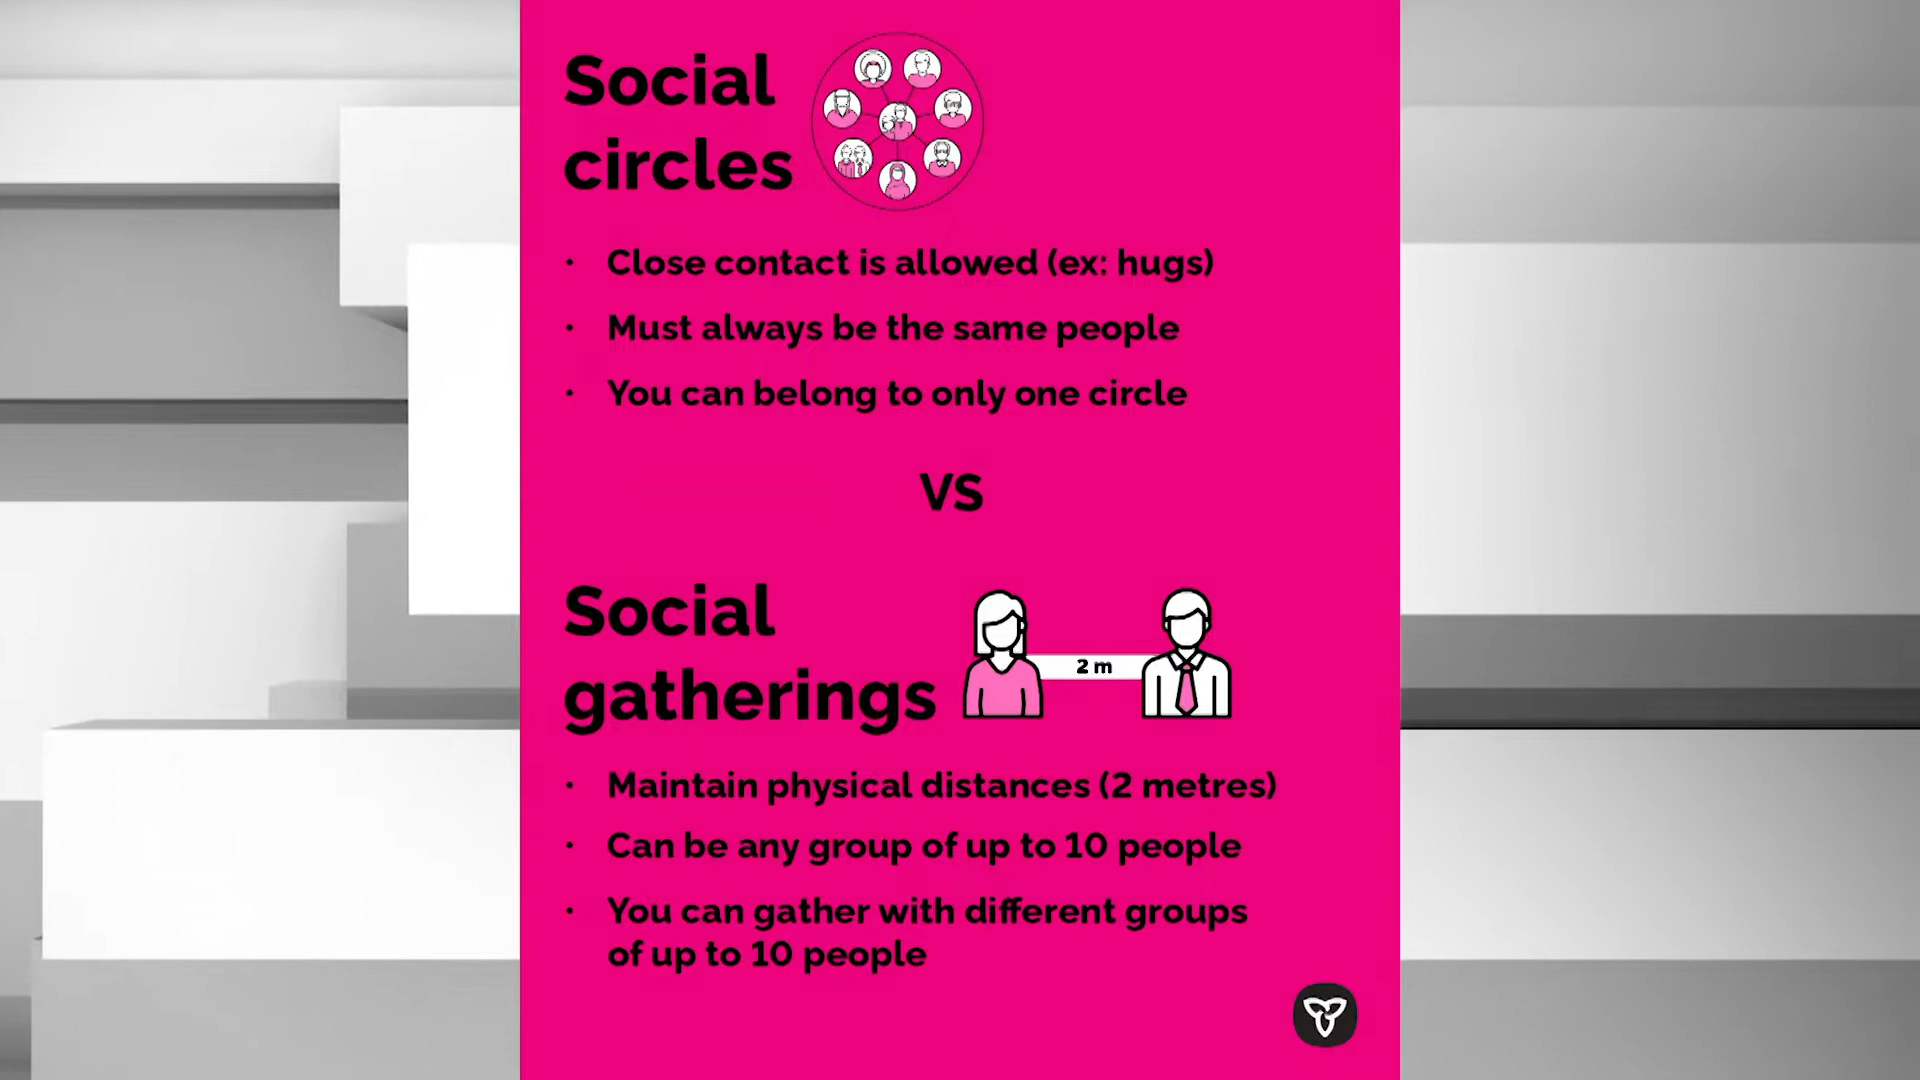 Social
circles
• Close contact is allowed (ex: hugs)
• Must always be the same people
• You can belong to only one circle
VS
Social
gatherings
2 m
• Maintain physical distances (2 metres)
• Can be any group of up to 10 people
• You can gather with different groups
of up to 10 people